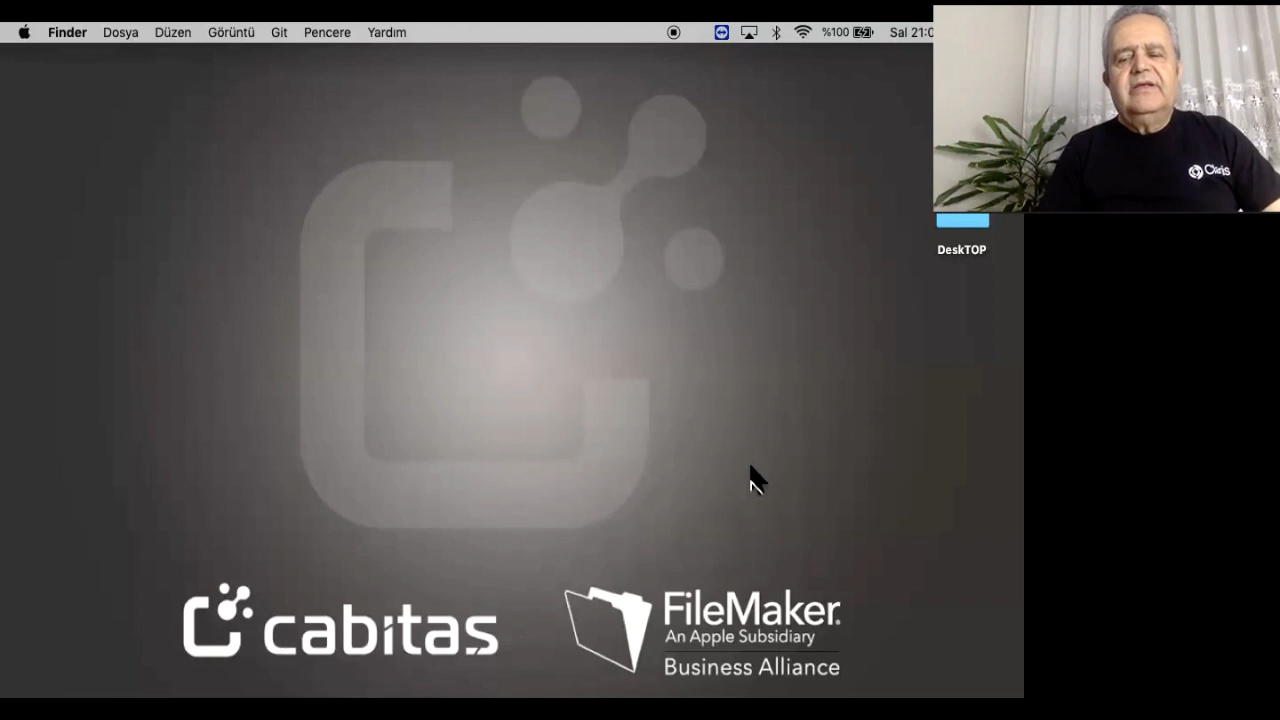 Finder Dosya Düzen Görüntü Git Pencere Yardım %100 Sal 21:0
Claris
DeskTOP
cabitas
FileMaker.
An Apple Subsidiary
Business Alliance